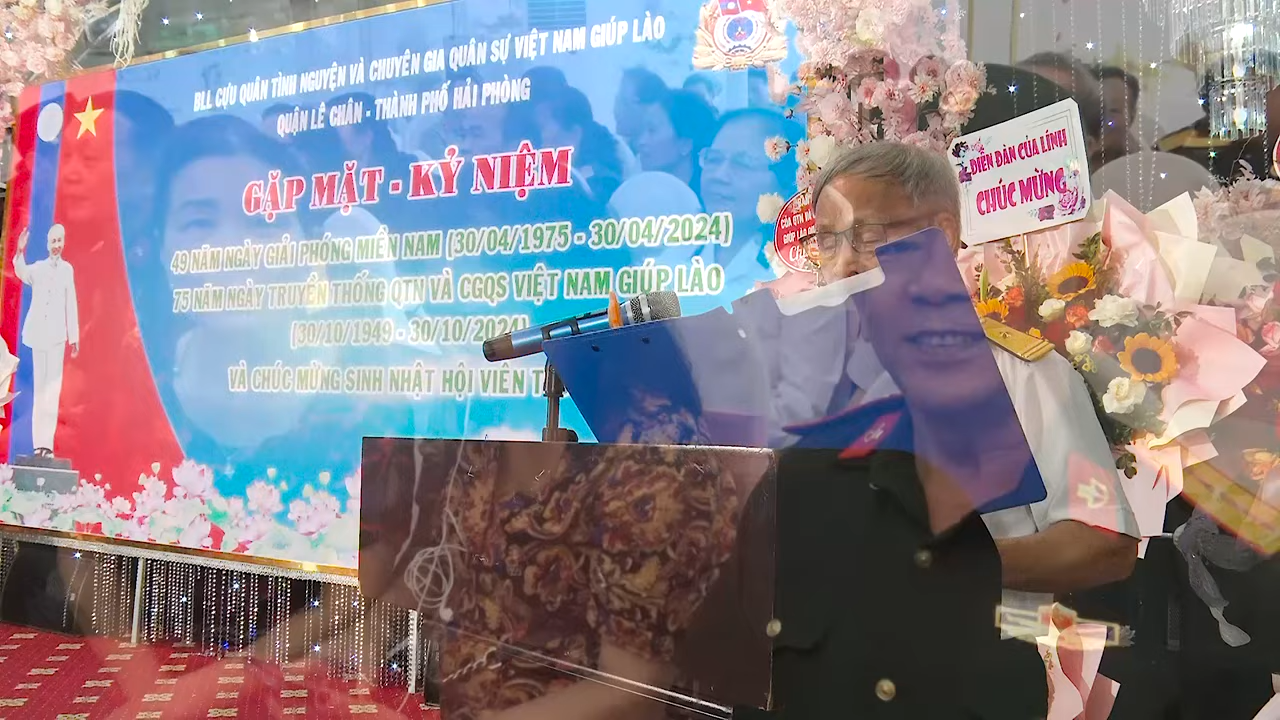 BLL CỰU QUÂN TÌNH NGUYỆN VÀ CHUYÊN GIA QUÂN SỰ VIỆT NAM GIÚP LÀO
QUẬN LÊ CHÂN - THÀNH PHỐ HẢI PHÒNG
GẶP MẶT - KỶ NIỆM
49 NĂM NGÀY GIẢI PHÓNG MIỀN NAM (30/04/1975 - 30/04/2024)
75 NĂM NGÀY TRUYỀN THỐNG QTN VÀ CGQS VIỆT NAM GIÚP LÀO
(30/10/1949 - 30/10/2024)
VÀ CHÚC MỪNG SINH NHẬT HỘI VIÊN T
DIỄN ĐÀN CỦA LÍNH
CHÚC MỪNG